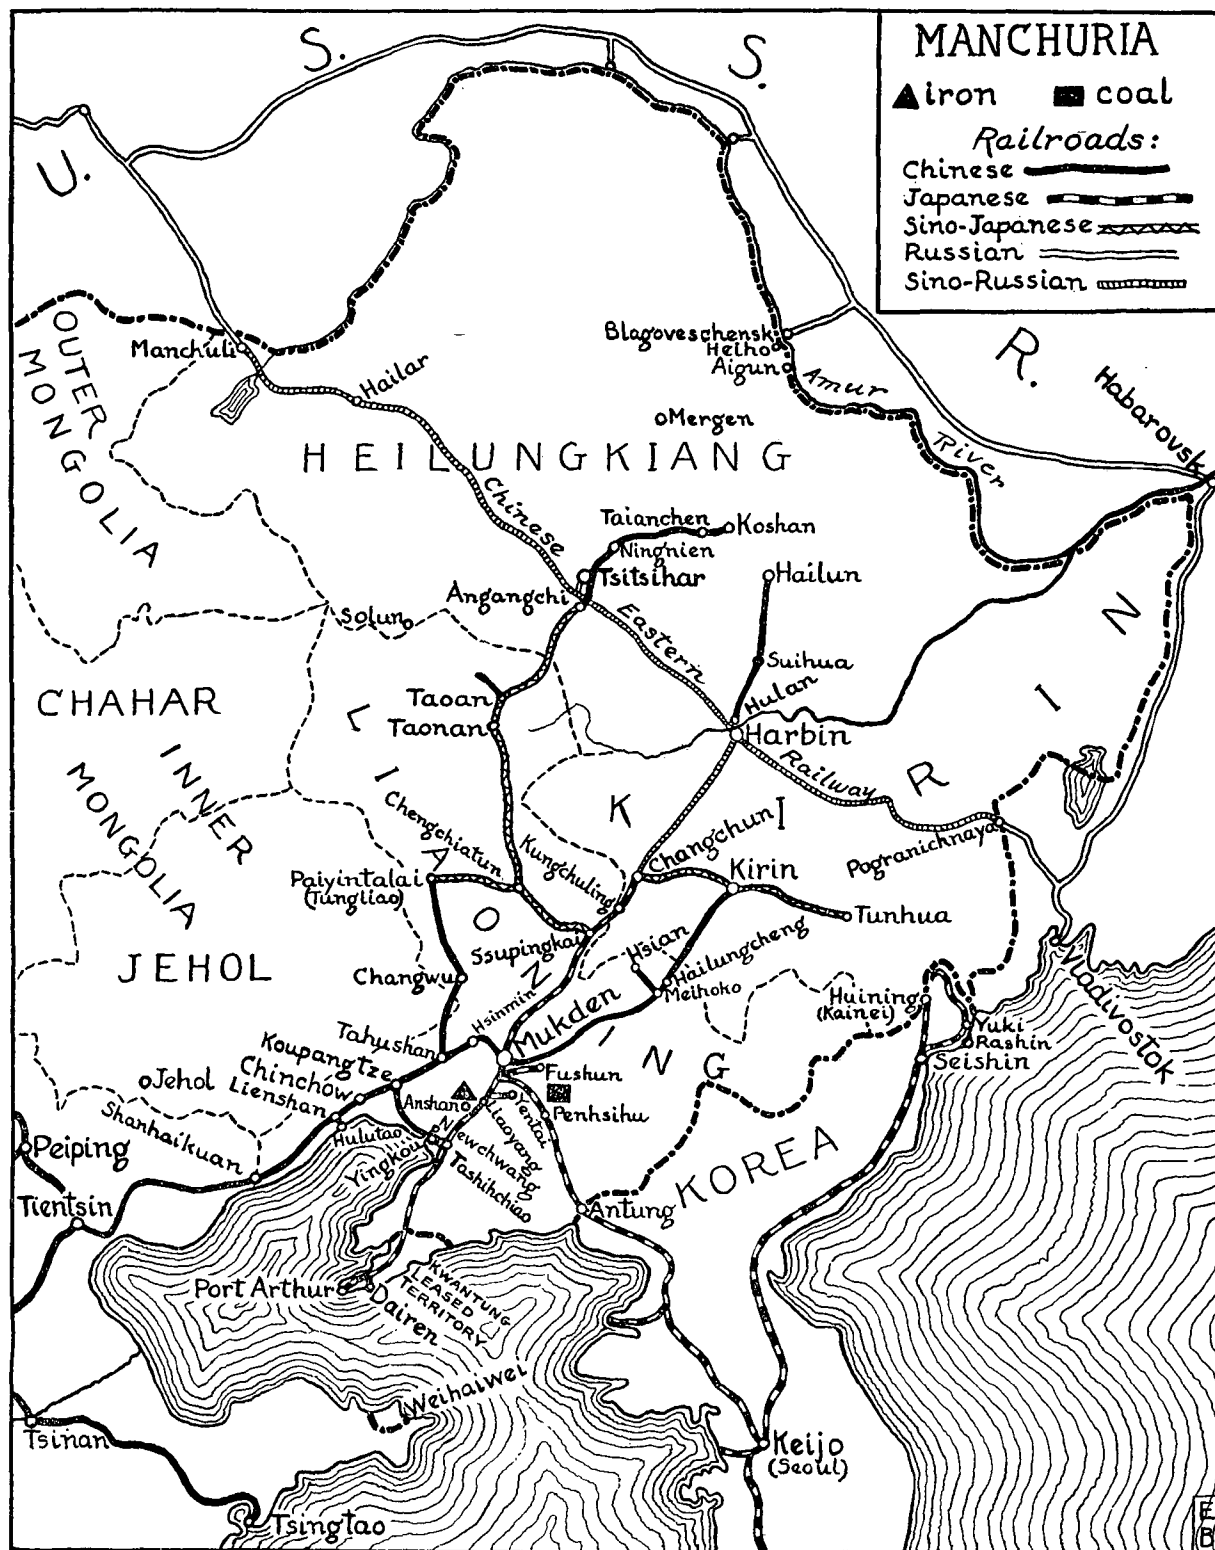 MANCHURIA
iron coal
Railroads:
Chinese
Japanese
Sino-Japanese
Russian
Sino-Russian
U. S. S. R.
OUTER
MONGOLIA
Manchuli
Hailar
Blagoveschensk
Helho
Aigun
Amur River
Habarovsk
Mergen
HEILUNGKIANG
Chinese Eastern Railway
Taianchen
Koshan
Ningnien
Tsitsihar
Angangchi
Hailun
Solun
Suihua
Hulan
Harbin
CHAHAR
Taoan
Taonan
INNER
MONGOLIA
LIAONING
KIRIN
Chengchiatun
Kungchuling
Changchun
Kirin
Pogranichnaya
Paiyintalai
(Tungliao)
Tunhua
Ssupingkai
Hsian
Hailungcheng
Meihoko
JEHOL
Changwu
Hsinmin
Mukden
Huining
(Kainei)
Yuki
Rashin
Seishin
Vladivostok
Tahushan
Koupangtze
Chinchow
Lienshan
Jehol
Fushun
Anshan
Yentai
Liaoyang
Penhsihu
Shanhaikuan
Hulutao
Newchwang
Yingkou
Tashihchiao
Peiping
Tientsin
KOREA
Antung
Port Arthur
Dairen
KWANTUNG
LEASED
TERRITORY
Weihaiwei
Tsinan
Tsingtao
Keijo
(Seoul)